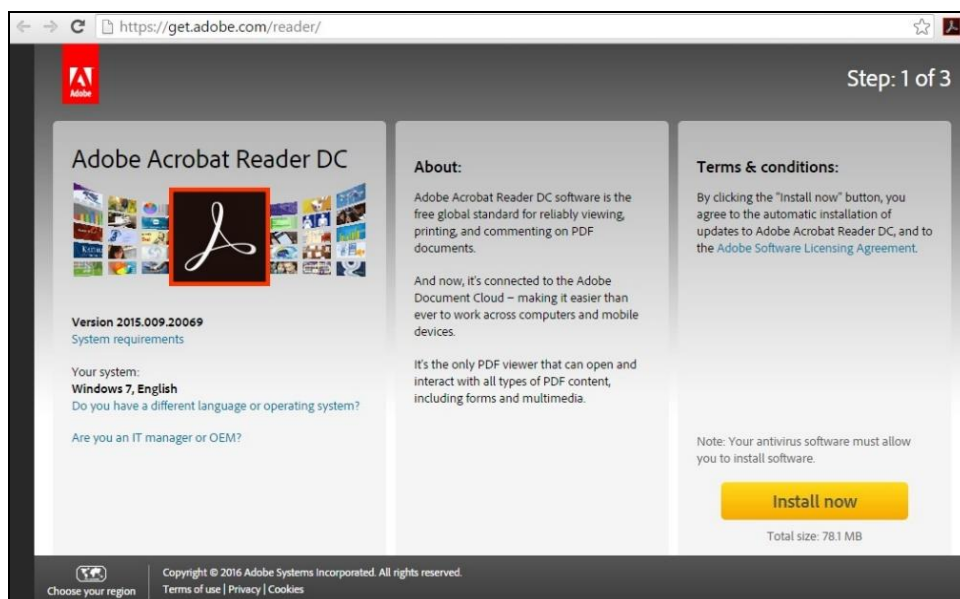 https://get.adobe.com/reader/
Adobe
Step: 1 of 3
Adobe Acrobat Reader DC
Version 2015.009.20069
System requirements
Your system:
Windows 7, English
Do you have a different language or operating system?
Are you an IT manager or OEM?
About:
Adobe Acrobat Reader DC software is the
free global standard for reliably viewing,
printing, and commenting on PDF
documents.
And now, it's connected to the Adobe
Document Cloud – making it easier than
ever to work across computers and mobile
devices.
It's the only PDF viewer that can open and
interact with all types of PDF content,
including forms and multimedia.
Terms & conditions:
By clicking the "Install now" button, you
agree to the automatic installation of
updates to Adobe Acrobat Reader DC, and to
the Adobe Software Licensing Agreement.
Note: Your antivirus software must allow
you to install software.
Install now
Total size: 78.1 MB
Choose your region
Copyright © 2016 Adobe Systems Incorporated. All rights reserved.
Terms of use | Privacy | Cookies